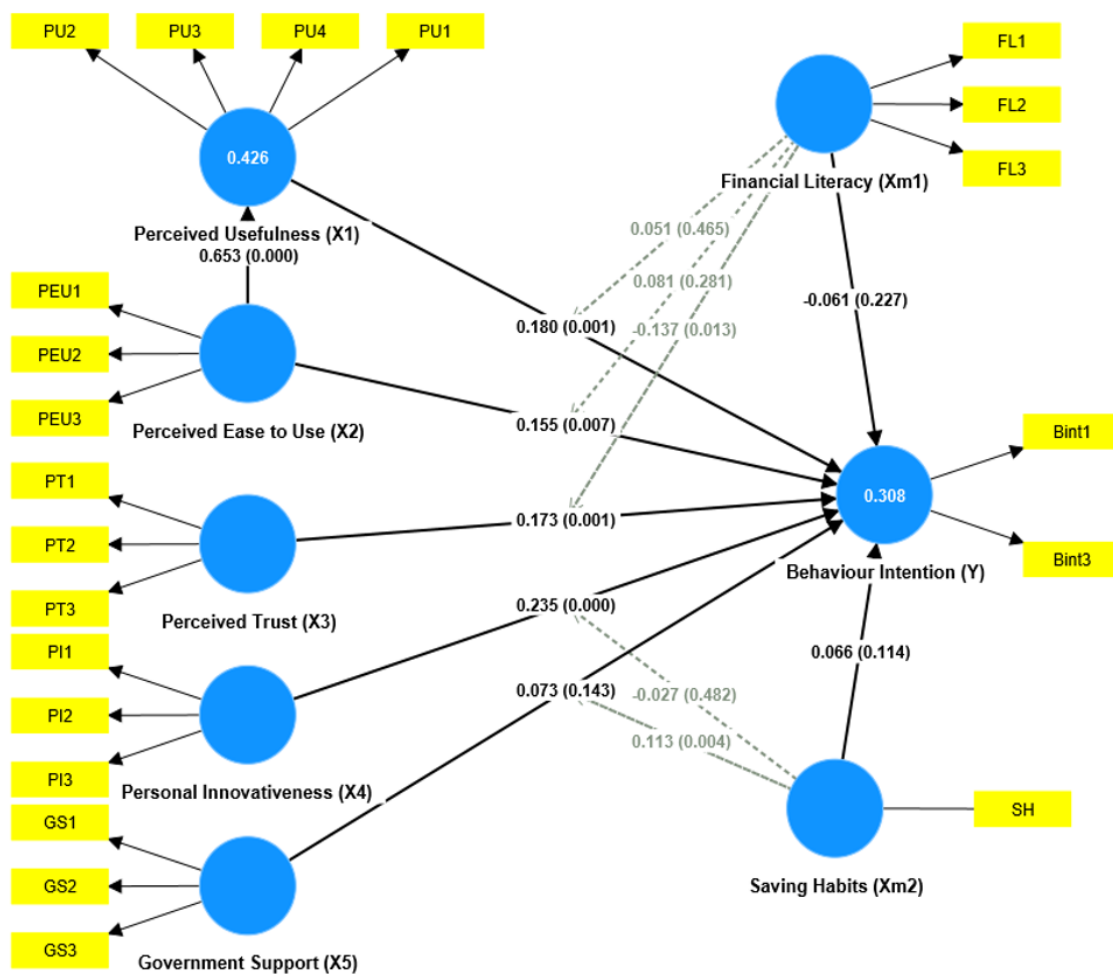 PU2
PU3
PU4
PU1
FL1
FL2
FL3
0.426
Financial Literacy (Xm1)
Perceived Usefulness (X1)
0.653 (0.000)
0.051 (0.465)
0.081 (0.281)
-0.061 (0.227)
0.180 (0.001)
-0.137 (0.013)
PEU1
PEU2
PEU3
Perceived Ease to Use (X2)
0.155 (0.007)
Bint1
PT1
PT2
PT3
0.173 (0.001)
0.308
Bint3
Behaviour Intention (Y)
Perceived Trust (X3)
0.235 (0.000)
0.066 (0.114)
PI1
PI2
PI3
0.073 (0.143)
-0.027 (0.482)
0.113 (0.004)
Personal Innovativeness (X4)
SH
GS1
GS2
GS3
Saving Habits (Xm2)
Government Support (X5)